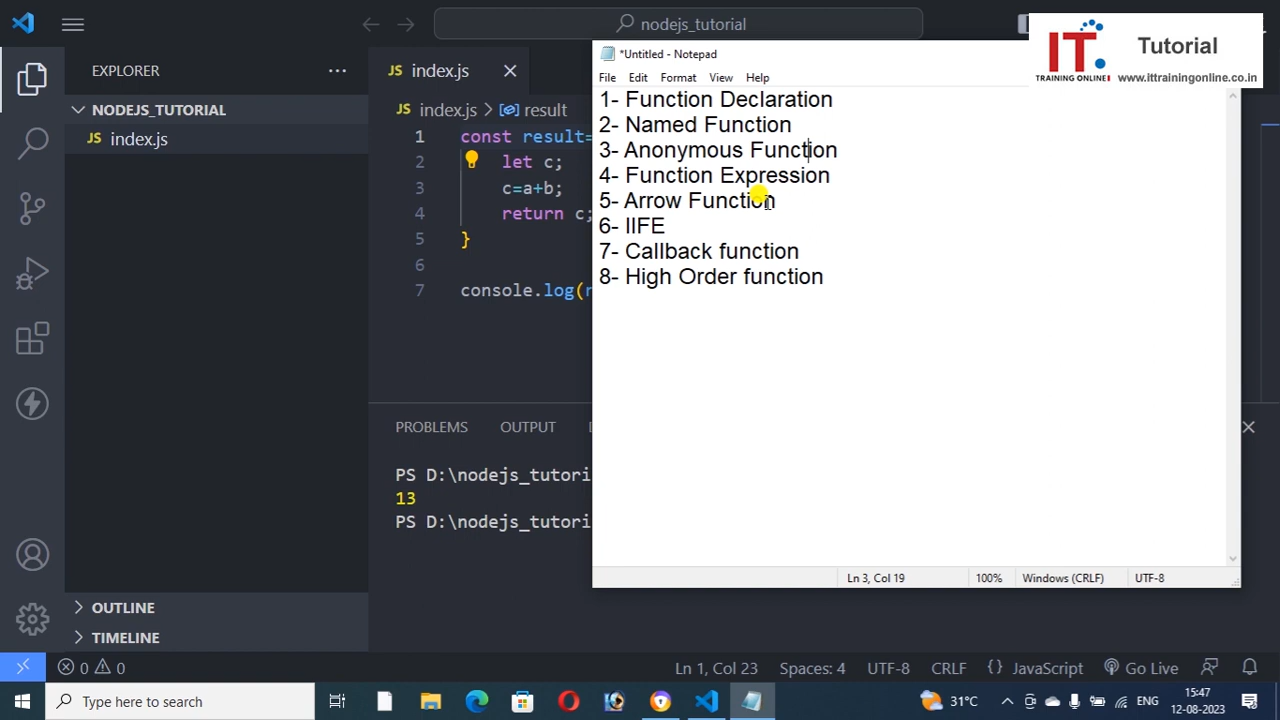 nodejs_tutorial
IT.
TRAINING ONLINE
Tutorial
www.ittrainingonline.co.in
EXPLORER
NODEJS_TUTORIAL
index.js
index.js
index.js > result
1 const result=
2 let c;
3 c=a+b;
4 return c;
5 }
6
7 console.log(
*Untitled - Notepad
File Edit Format View Help
1- Function Declaration
2- Named Function
3- Anonymous Function
4- Function Expression
5- Arrow Function
6- IIFE
7- Callback function
8- High Order function
Ln 3, Col 19 100% Windows (CRLF) UTF-8
PROBLEMS OUTPUT
PS D:\nodejs_tutori
13
PS D:\nodejs_tutori
OUTLINE
TIMELINE
0 0 Ln 1, Col 23 Spaces: 4 UTF-8 CRLF {} JavaScript Go Live
Type here to search
31°C ENG 15:47
12-08-2023